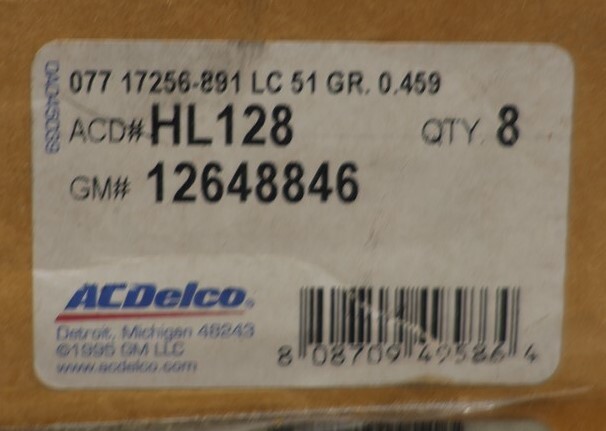 077 17256-891 LC 51 GR. 0.459
ACD# HL128 QTY. 8
GM# 12648846
ACDelco®
Detroit, Michigan 48243
©1995 GM LLC
www.acdelco.com
8 08709 49586 4